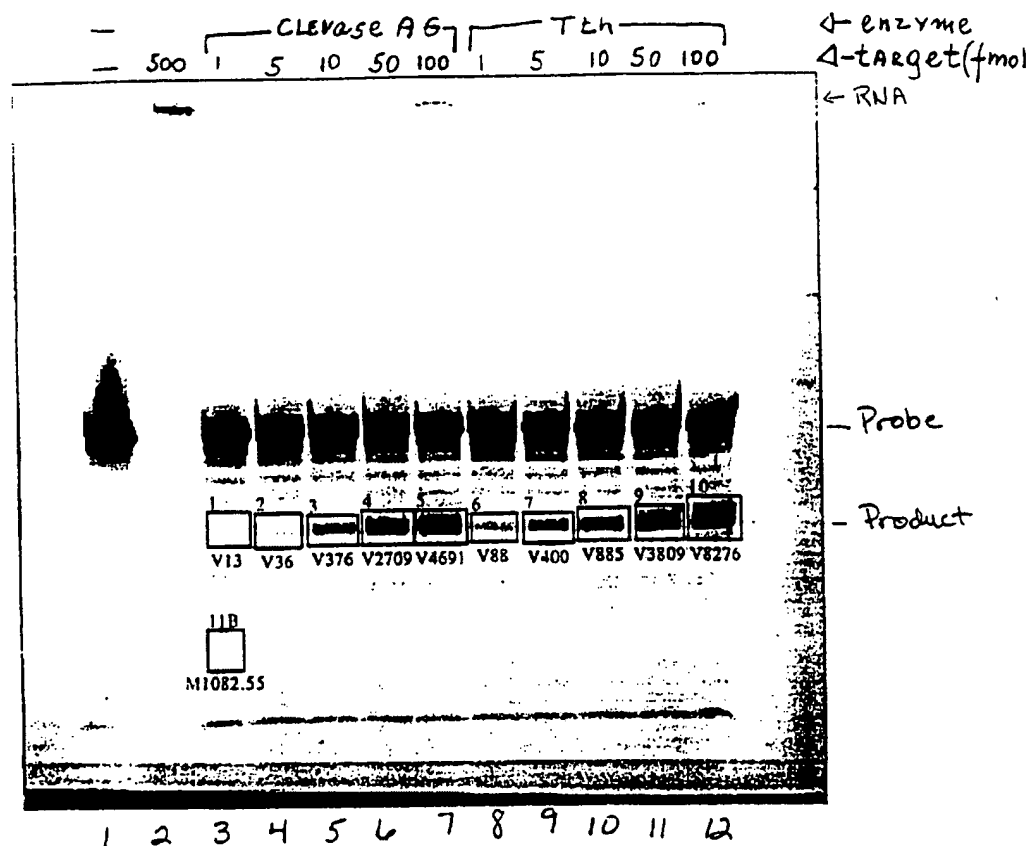 — CLEVase AG Tth ◁– enzyme
— 500 1 5 10 50 100 1 5 10 50 100 ◁–tARget(fmol
← RNA
– Probe
1 2 3 4 5 6 7 8 9 10
– Product
V13 V36 V376 V2709 V4691 V88 V400 V885 V3809 V8276
11B
M1082.55
1 2 3 4 5 6 7 8 9 10 11 12